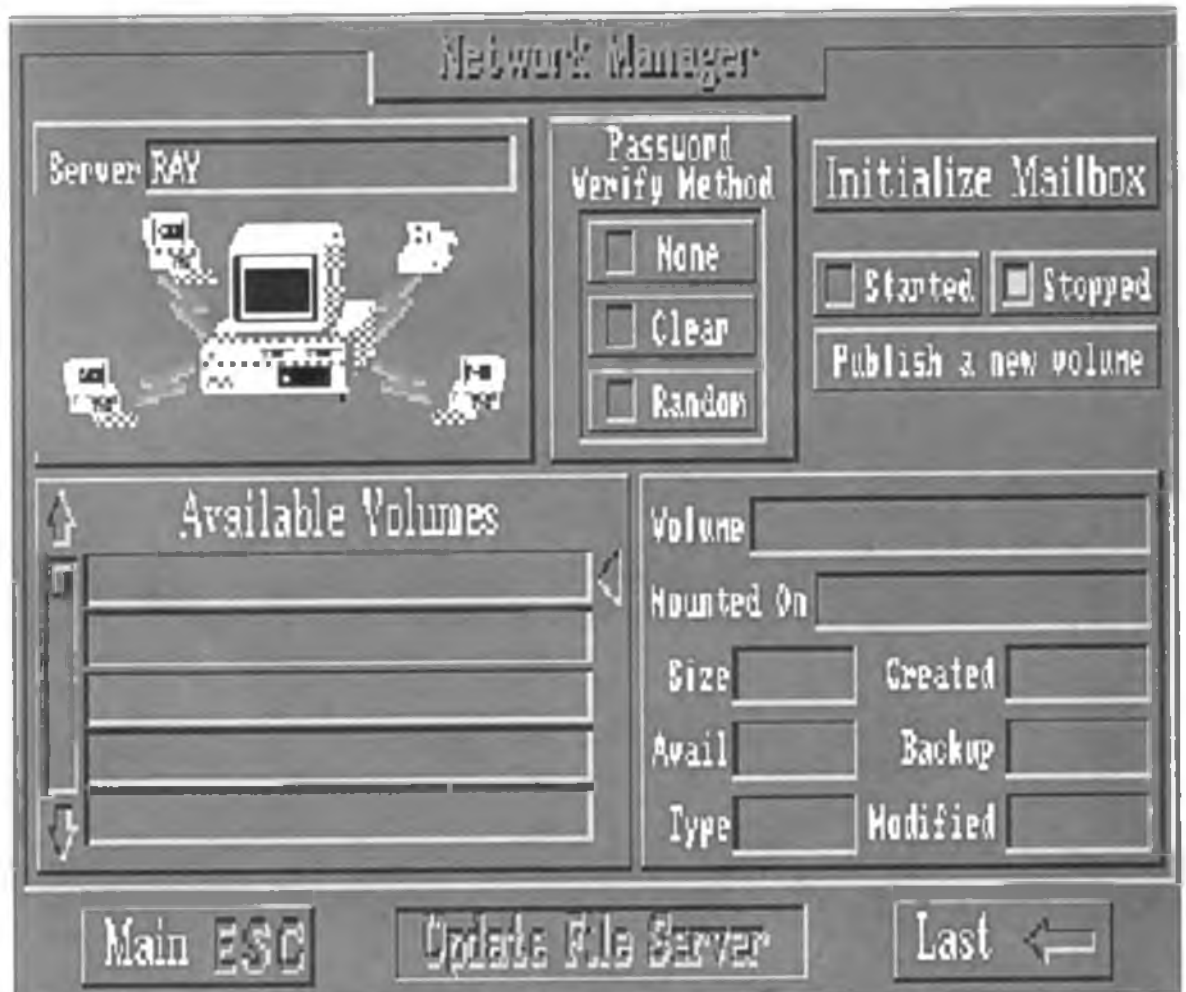 Network Manager
Server RAY
Password
Verify Method
None
Clear
Random
Initialize Mailbox
Started Stopped
Publish a new volume
Available Volumes
Volume
Mounted On
Size Created
Avail Backup
Type Modified
Main ESC
Update File Server
Last